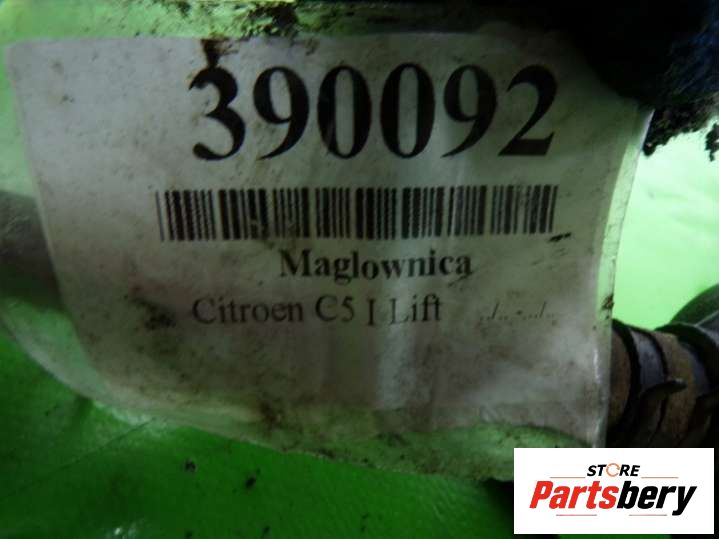 390092
Maglownica
Citroen C5 I Lift ../.. -../..
STORE
Partsbery